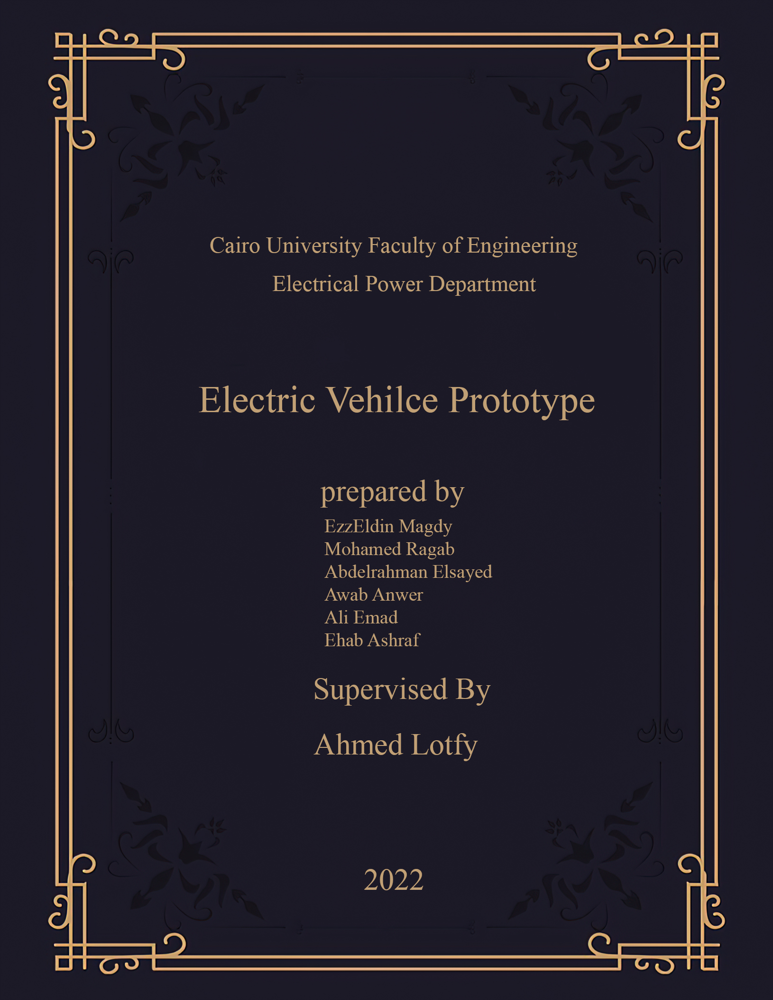 Cairo University Faculty of Engineering
Electrical Power Department
Electric Vehilce Prototype
prepared by
EzzEldin Magdy
Mohamed Ragab
Abdelrahman Elsayed
Awab Anwer
Ali Emad
Ehab Ashraf
Supervised By
Ahmed Lotfy
2022